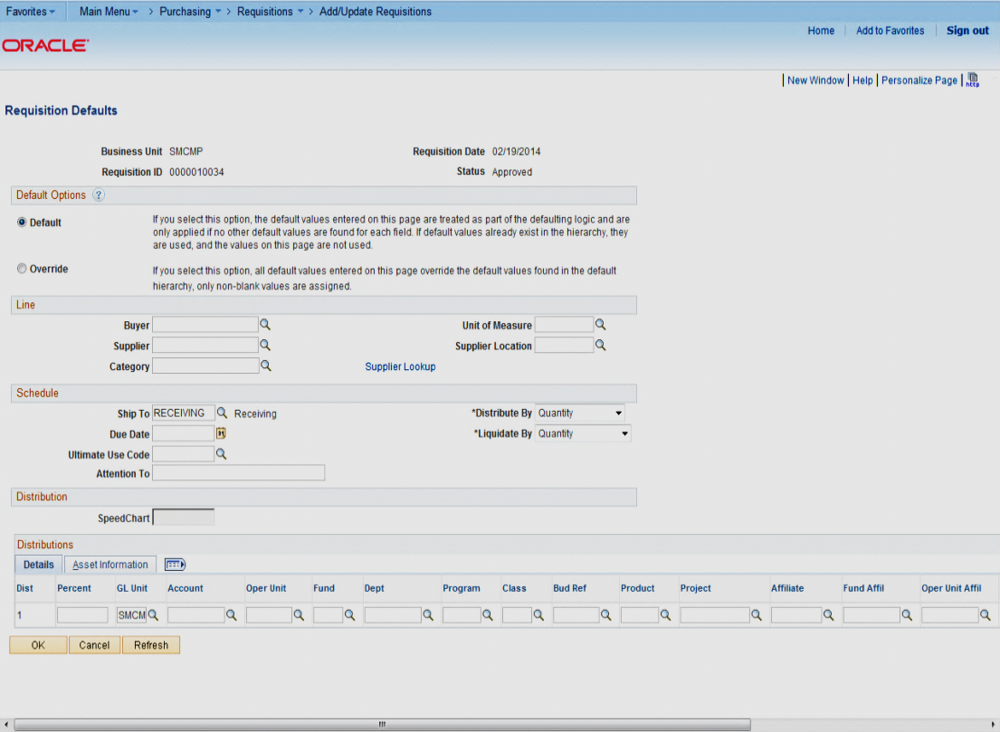 Favorites Main Menu > Purchasing > Requisitions > Add/Update Requisitions
Home Add to Favorites Sign out
ORACLE
New Window Help Personalize Page http
Requisition Defaults
Business Unit SMCMP Requisition Date 02/19/2014
Requisition ID 0000010034 Status Approved
Default Options ?
Default If you select this option, the default values entered on this page are treated as part of the defaulting logic and are
only applied if no other default values are found for each field. If default values already exist in the hierarchy, they
are used, and the values on this page are not used.
Override If you select this option, all default values entered on this page override the default values found in the default
hierarchy, only non-blank values are assigned.
Line
Buyer Unit of Measure
Supplier Supplier Location
Category Supplier Lookup
Schedule
Ship To RECEIVING Receiving *Distribute By Quantity
Due Date 31 *Liquidate By Quantity
Ultimate Use Code
Attention To
Distribution
SpeedChart
Distributions
Details Asset Information
Dist Percent GL Unit Account Oper Unit Fund Dept Program Class Bud Ref Product Project Affiliate Fund Affil Oper Unit Affil
1 SMCM
OK Cancel Refresh